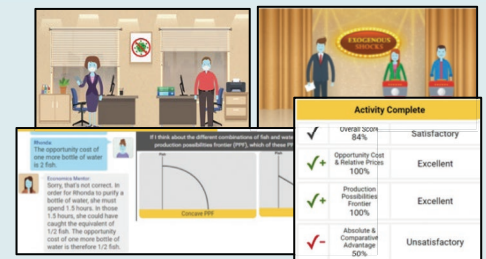 EXOGENOUS
SHOCKS
Rhonda
The opportunity cost of
one more bottle of water
is 2 fish.
Economics Mentor
Sorry, that's not correct. In
order for Rhonda to purify a
bottle of water, she must
spend 1.5 hours. In those
1.5 hours, she could have
caught the equivalent of
1/2 fish. The opportunity
cost of one more bottle of
water is therefore 1/2 fish.
If I think about the different combinations of fish and wate
production possibilities frontier (PPF), which of these PP
Fish
Concave PPF
Activity Complete
Overall Score
84%
Satisfactory
Opportunity Cost
& Relative Prices
100%
Excellent
Production
Possibilities
Frontier
100%
Excellent
Absolute &
Comparative
Advantage
50%
Unsatisfactory